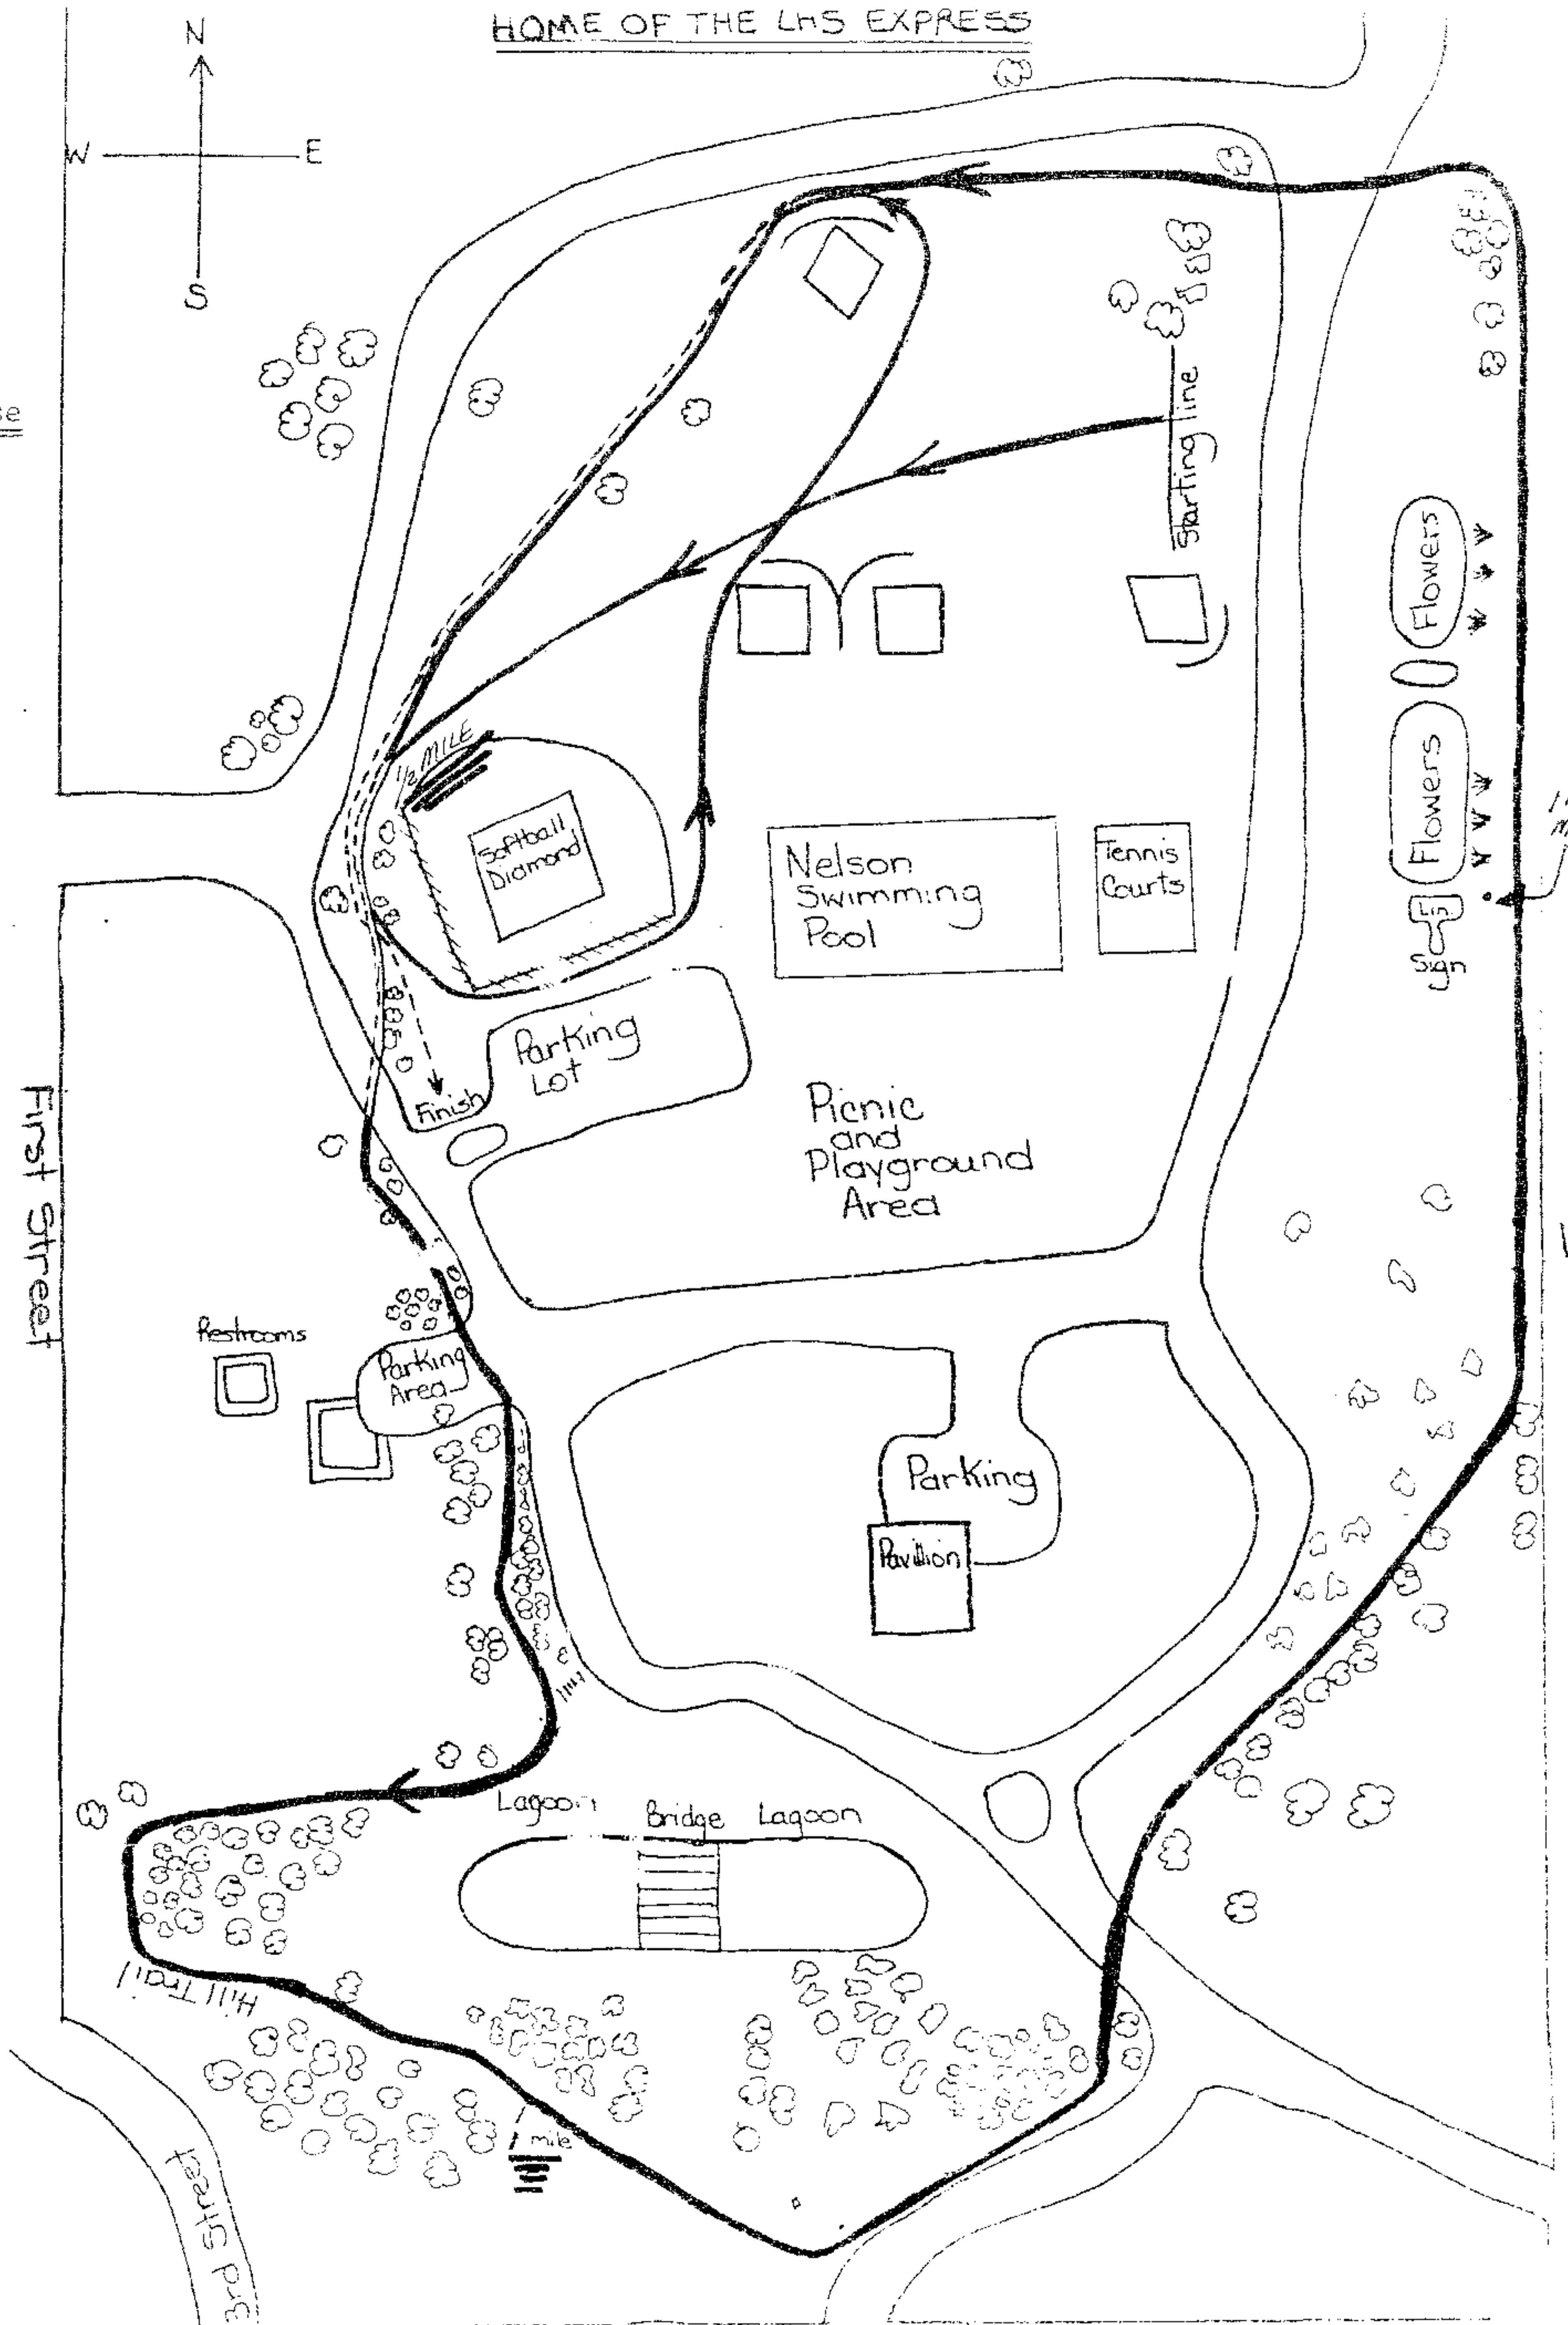 HOME OF THE LHS EXPRESS
N
W
E
S
Starting line
Flowers
1/2 MILE
Softball
Diamond
Nelson
Swimming
Pool
Tennis
Courts
Flowers
Sign
Parking
Lot
Finish
Picnic
and
Playground
Area
First Street
Restrooms
Parking
Area
Parking
Pavillion
Lagoon
Bridge
Lagoon
Hill Trail
1 mile
3rd Street